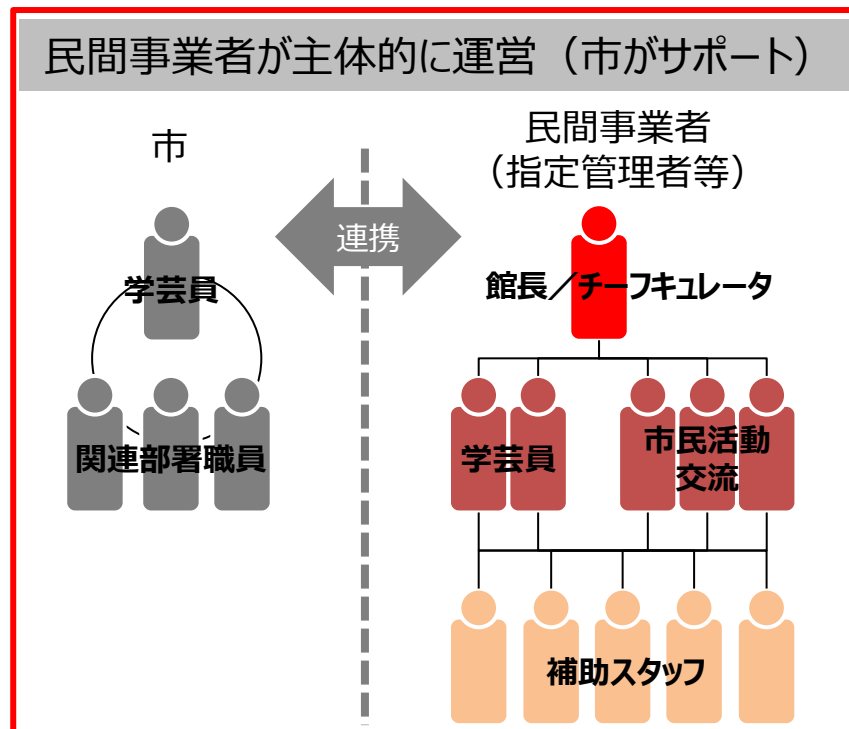 民間事業者が主体的に運営（市がサポート）
市
民間事業者
（指定管理者等）
連携
学芸員
館長／チーフキュレータ
関連部署職員
学芸員
市民活動
交流
補助スタッフ